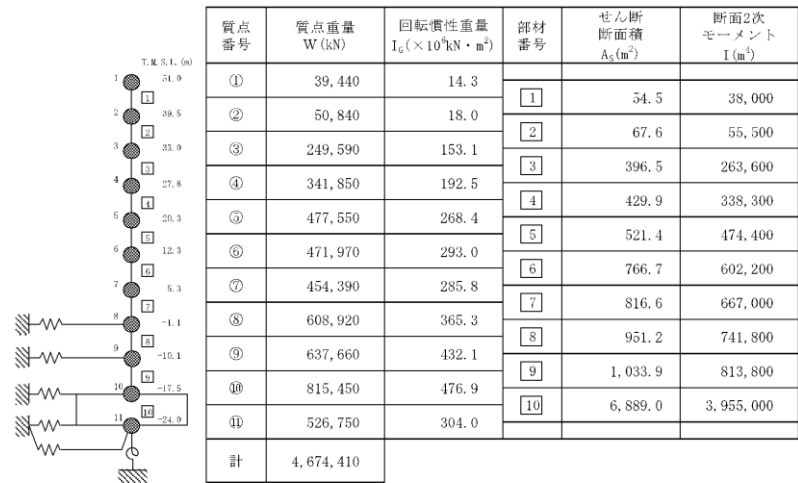 T.M.S.L.(m)
1 51.0
1
2 39.5
2
3 33.0
3
4 27.8
4
5 20.3
5
6 12.3
6
7 5.3
7
8 -1.1
8
9 -10.1
9
10 -17.5
10
11 -24.0
質点番号 質点重量 W(kN) 回転慣性重量 I_G(×10⁶kN・m²) 部材番号 せん断断面積 A_S(m²) 断面2次モーメント I(m⁴)
① 39,440 14.3
1 54.5 38,000
② 50,840 18.0
2 67.6 55,500
③ 249,590 153.1
3 396.5 263,600
④ 341,850 192.5
4 429.9 338,300
⑤ 477,550 268.4
5 521.4 474,400
⑥ 471,970 293.0
6 766.7 602,200
⑦ 454,390 285.8
7 816.6 667,000
⑧ 608,920 365.3
8 951.2 741,800
⑨ 637,660 432.1
9 1,033.9 813,800
⑩ 815,450 476.9
10 6,889.0 3,955,000
⑪ 526,750 304.0
計 4,674,410